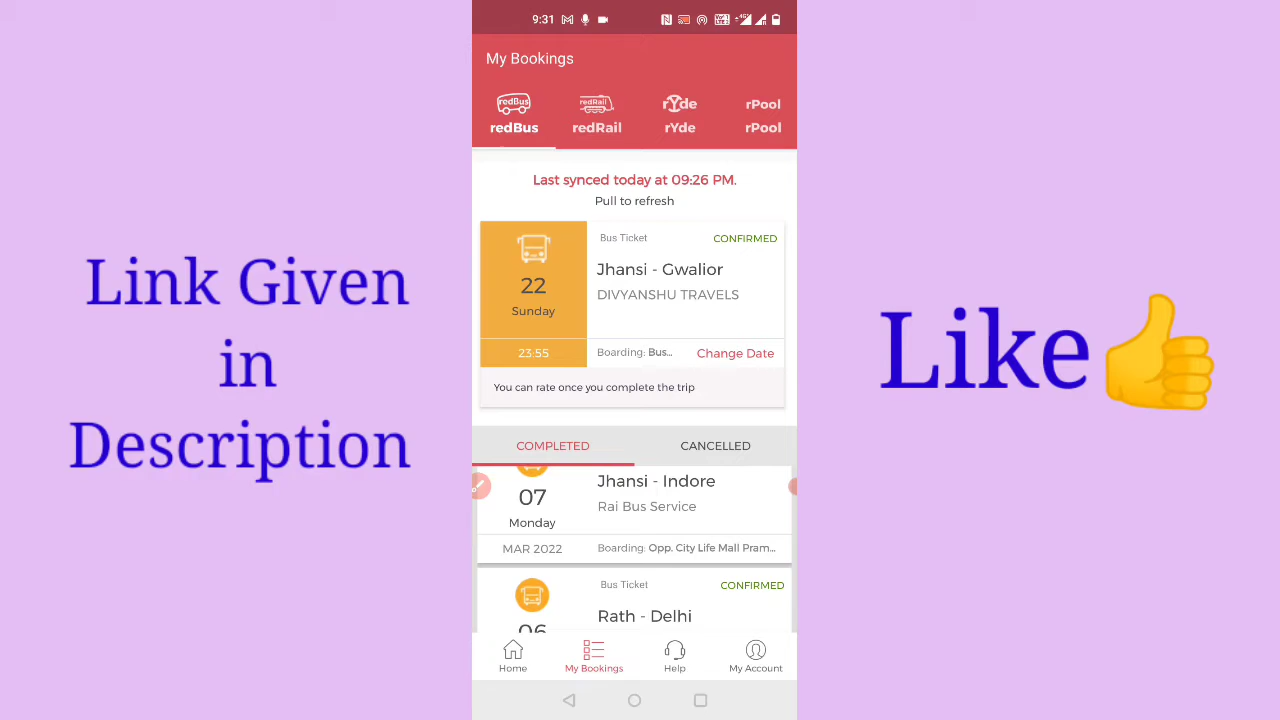 9:31
My Bookings
redBus
redRail
rYde
rPool
redBus
redRail
rYde
rPool
Last synced today at 09:26 PM.
Pull to refresh
Bus Ticket
CONFIRMED
22
Jhansi - Gwalior
DIVYANSHU TRAVELS
Sunday
23:55
Boarding: Bus...
Change Date
You can rate once you complete the trip
COMPLETED
CANCELLED
Jhansi - Indore
07
Rai Bus Service
Monday
MAR 2022
Boarding: Opp. City Life Mall Pram...
Bus Ticket
CONFIRMED
Rath - Delhi
06
Home
My Bookings
Help
My Account
Link Given
in
Description
Like👍